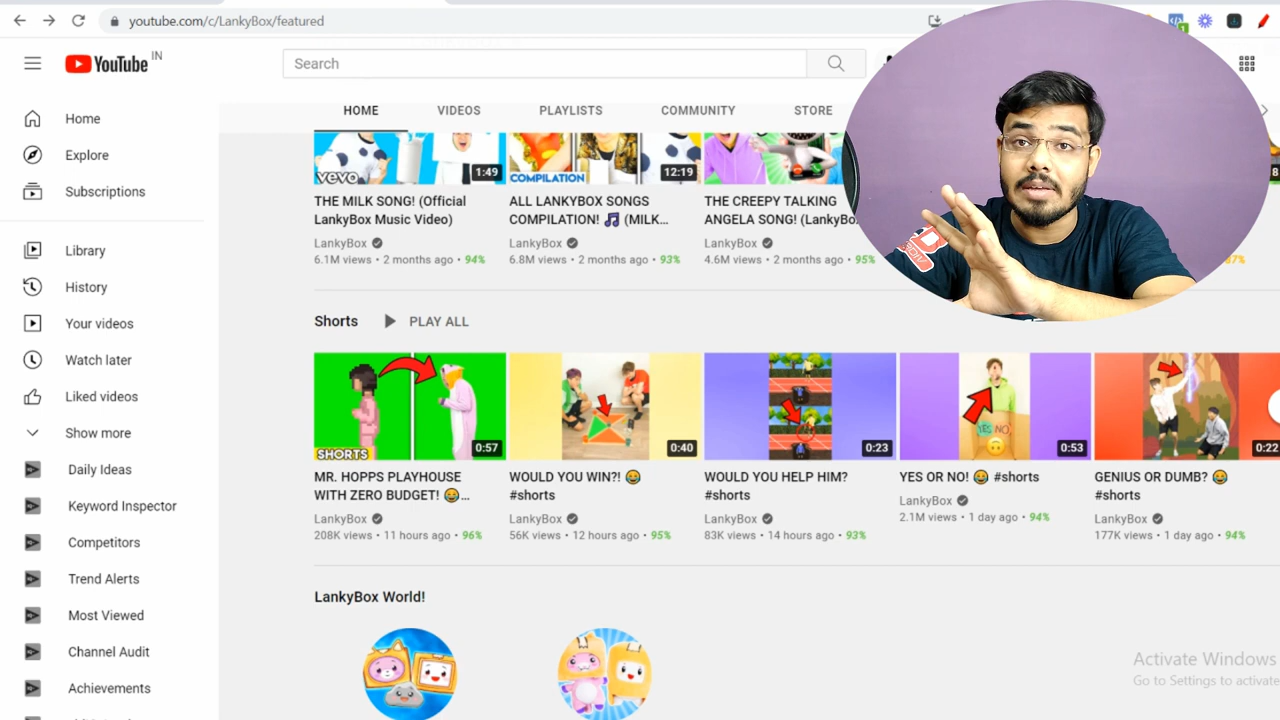 youtube.com/c/LankyBox/featured
YouTube IN
Search
HOME VIDEOS PLAYLISTS COMMUNITY STORE
Home
Explore
Subscriptions
Library
History
Your videos
Watch later
Liked videos
Show more
Daily Ideas
Keyword Inspector
Competitors
Trend Alerts
Most Viewed
Channel Audit
Achievements
vevo
1:49
THE MILK SONG! (Official
LankyBox Music Video)
LankyBox
6.1M views • 2 months ago • 94%
COMPILATION
12:19
ALL LANKYBOX SONGS
COMPILATION! 🎵 (MILK...
LankyBox
6.8M views • 2 months ago • 93%
THE CREEPY TALKING
ANGELA SONG! (LankyBo
LankyBox
4.6M views • 2 months ago • 95%
8
7%
Shorts PLAY ALL
SHORTS
0:57
MR. HOPPS PLAYHOUSE
WITH ZERO BUDGET! 😂...
LankyBox
208K views • 11 hours ago • 96%
0:40
WOULD YOU WIN?! 😂
#shorts
LankyBox
56K views • 12 hours ago • 95%
0:23
WOULD YOU HELP HIM?
#shorts
LankyBox
83K views • 14 hours ago • 93%
YES NO
0:53
YES OR NO! 😂 #shorts
LankyBox
2.1M views • 1 day ago • 94%
0:22
GENIUS OR DUMB? 😂
#shorts
LankyBox
177K views • 1 day ago • 94%
LankyBox World!
Activate Windows
Go to Settings to activate